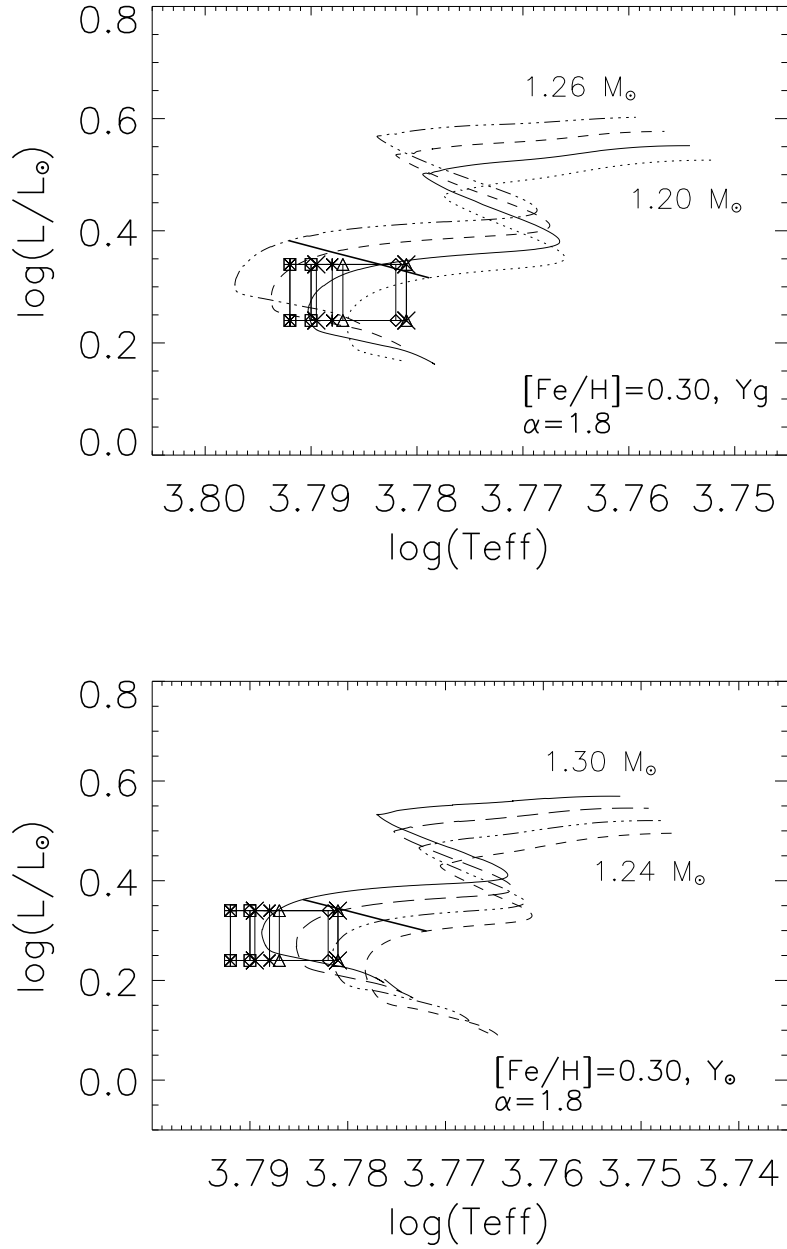 0.8
1.26 M⊙
0.6
log(L/L⊙)
0.4
1.20 M⊙
0.2
[Fe/H]=0.30, Yg
α=1.8
0.0
3.80 3.79 3.78 3.77 3.76 3.75
log(Teff)
0.8
1.30 M⊙
0.6
log(L/L⊙)
0.4
1.24 M⊙
0.2
[Fe/H]=0.30, Y⊙
0.0
α=1.8
3.79 3.78 3.77 3.76 3.75 3.74
log(Teff)